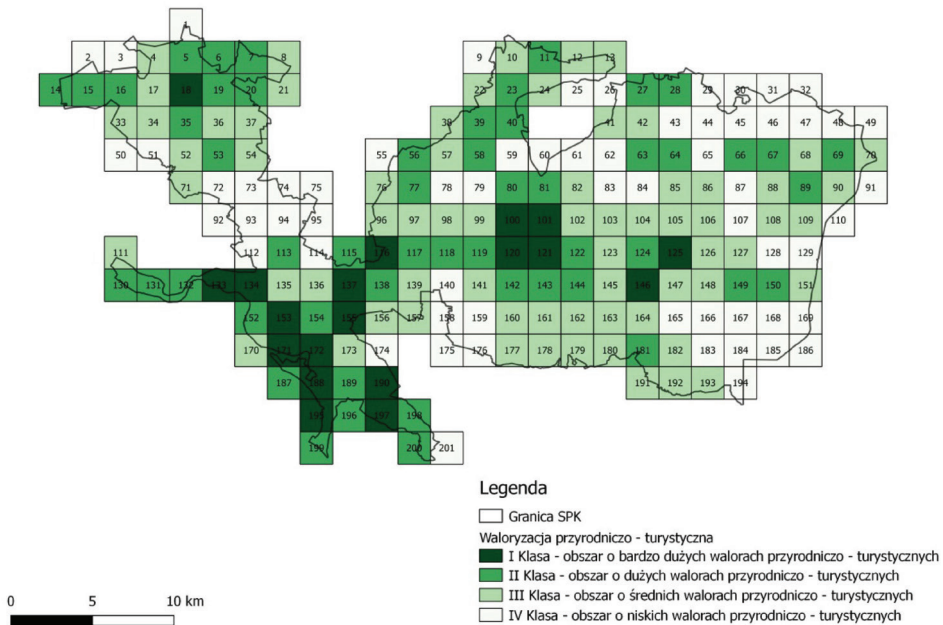 1
2 3 4 5 6 7 8 9 10 11 12 13
14 15 16 17 18 19 20 21 22 23 24 25 26 27 28 29 30 31 32
33 34 35 36 37 38 39 40 41 42 43 44 45 46 47 48 49
50 51 52 53 54 55 56 57 58 59 60 61 62 63 64 65 66 67 68 69 70
71 72 73 74 75 76 77 78 79 80 81 82 83 84 85 86 87 88 89 90 91
92 93 94 95 96 97 98 99 100 101 102 103 104 105 106 107 108 109 110
111 112 113 114 115 116 117 118 119 120 121 122 123 124 125 126 127 128 129
130 131 132 133 134 135 136 137 138 139 140 141 142 143 144 145 146 147 148 149 150 151
152 153 154 155 156 157 158 159 160 161 162 163 164 165 166 167 168 169
170 171 172 173 174 175 176 177 178 179 180 181 182 183 184 185 186
187 188 189 190 191 192 193 194
195 196 197 198
199 200 201
Legenda
Granica SPK
Waloryzacja przyrodniczo - turystyczna
I Klasa - obszar o bardzo dużych walorach przyrodniczo - turystycznych
II Klasa - obszar o dużych walorach przyrodniczo - turystycznych
III Klasa - obszar o średnich walorach przyrodniczo - turystycznych
IV Klasa - obszar o niskich walorach przyrodniczo - turystycznych
0 5 10 km